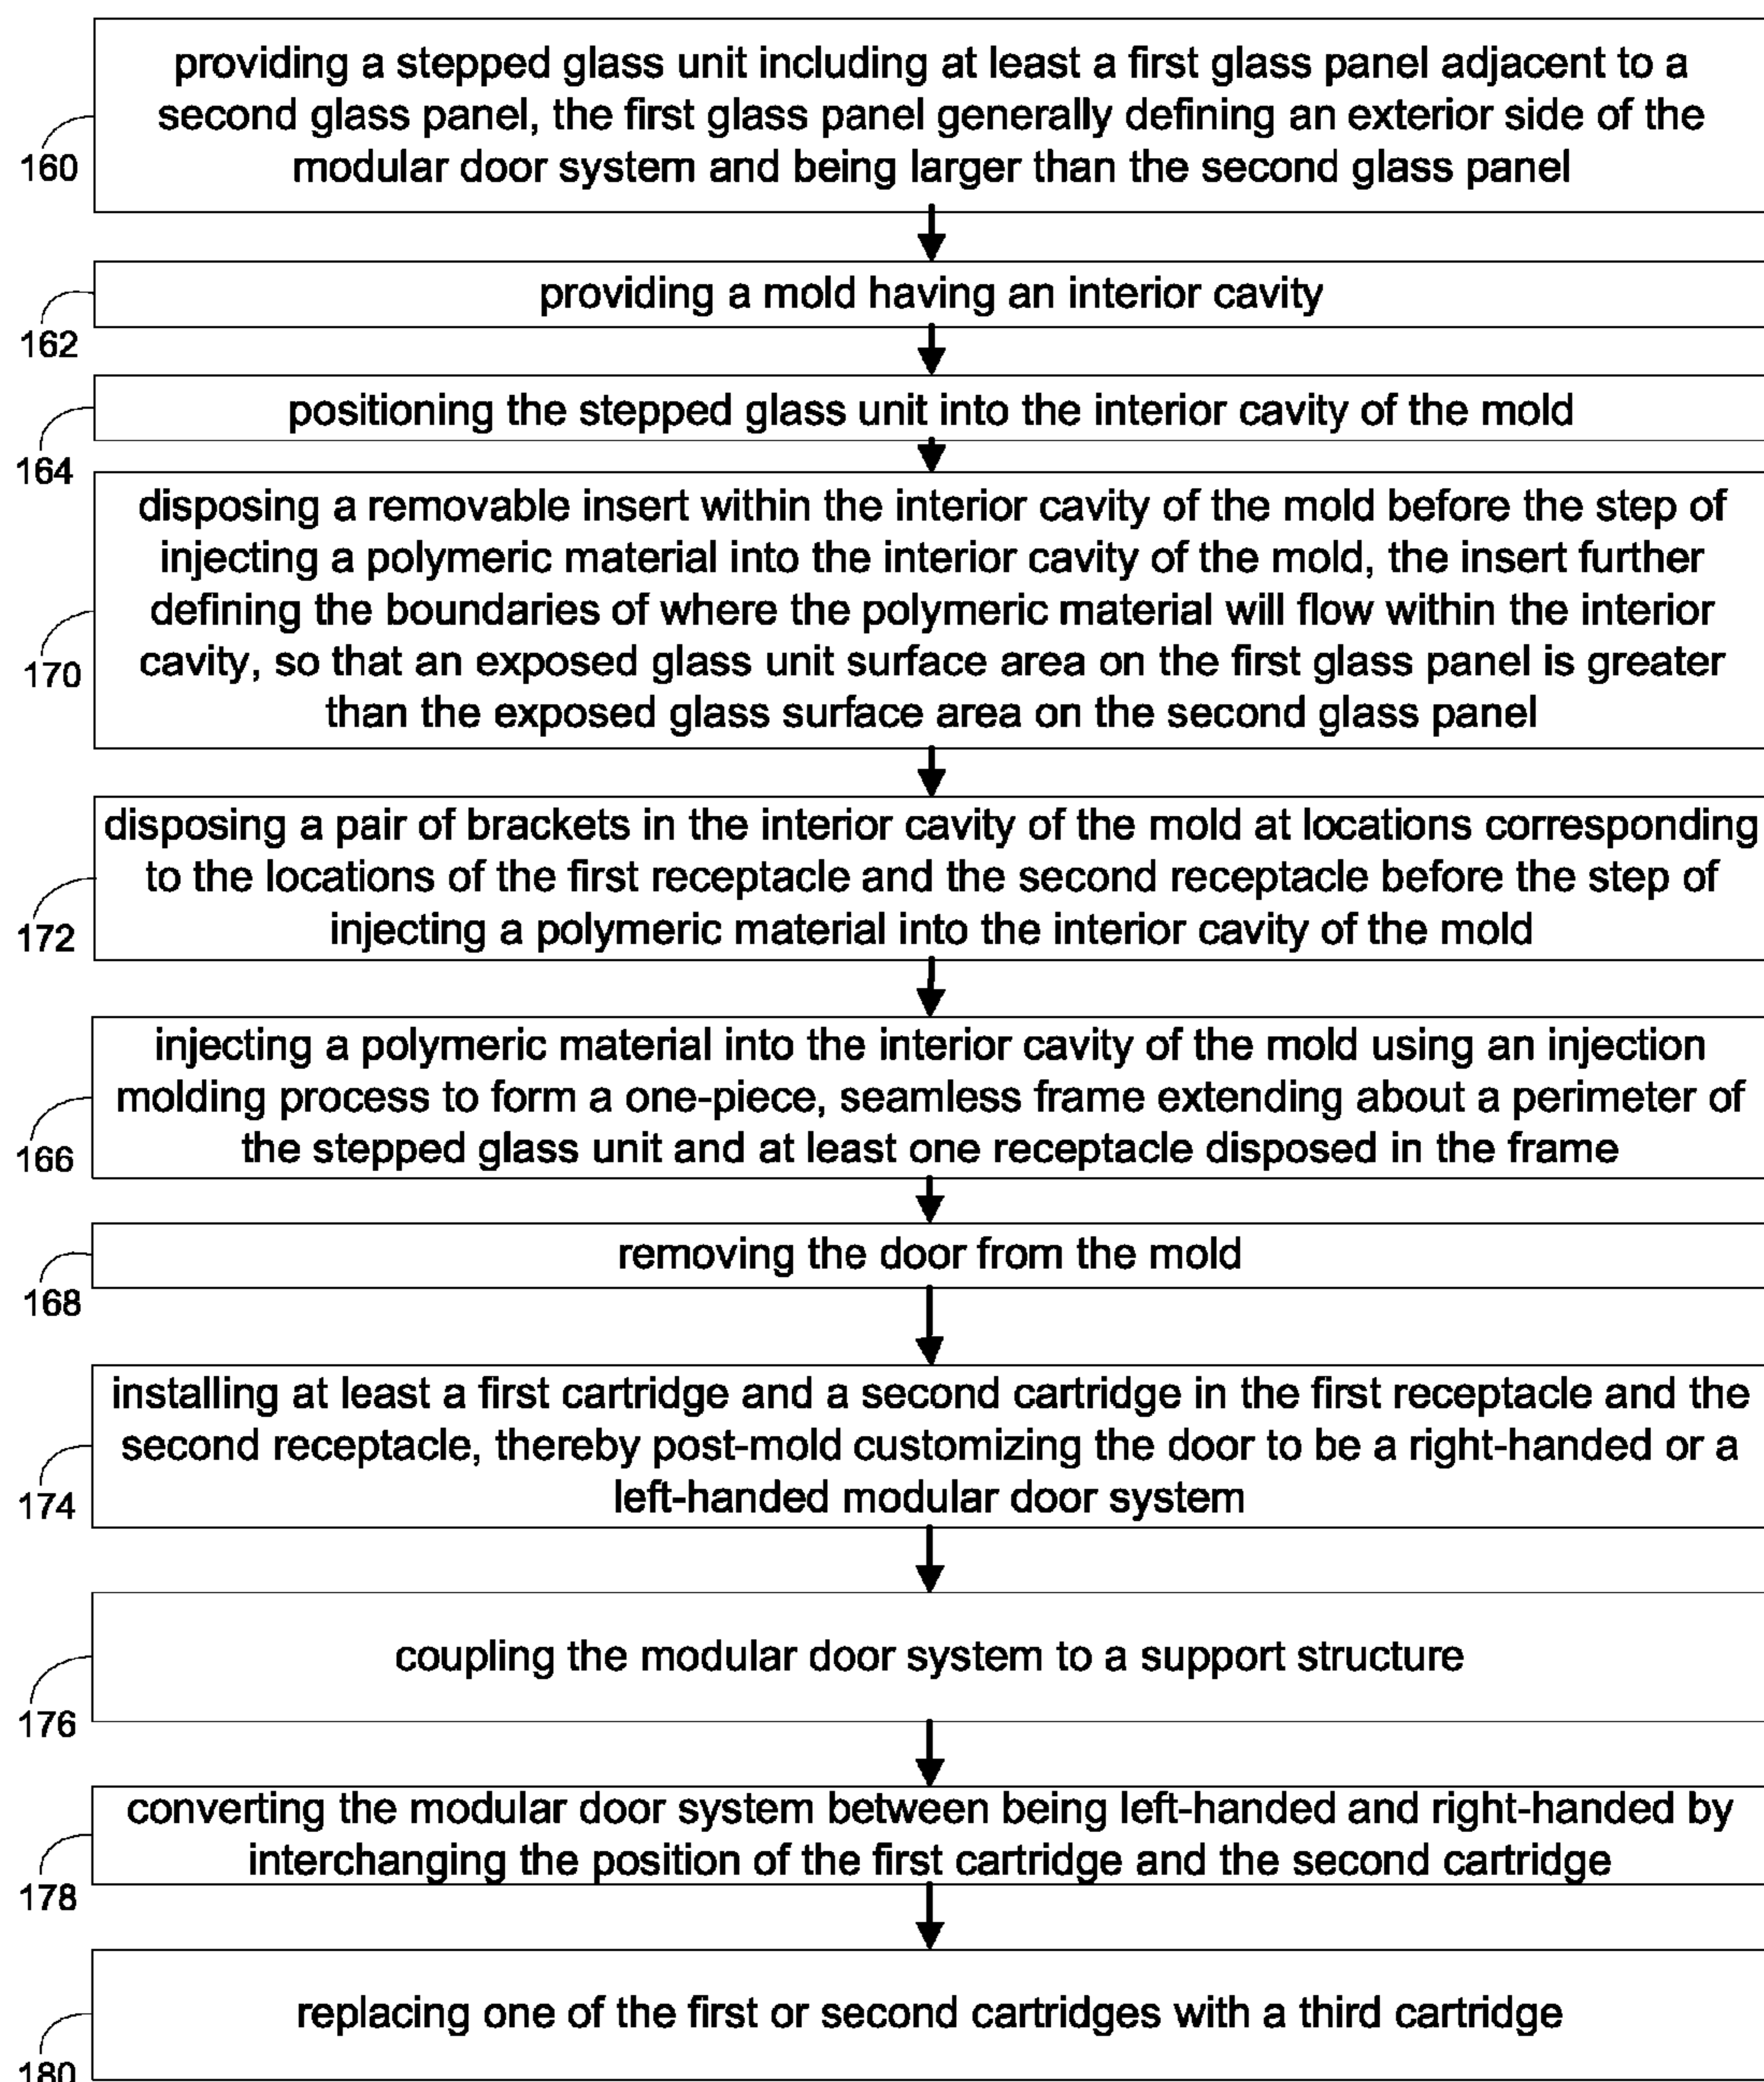 providing a stepped glass unit including at least a first glass panel adjacent to a
second glass panel, the first glass panel generally defining an exterior side of the
modular door system and being larger than the second glass panel
160
providing a mold having an interior cavity
162
positioning the stepped glass unit into the interior cavity of the mold
164
disposing a removable insert within the interior cavity of the mold before the step of
injecting a polymeric material into the interior cavity of the mold, the insert further
defining the boundaries of where the polymeric material will flow within the interior
cavity, so that an exposed glass unit surface area on the first glass panel is greater
than the exposed glass surface area on the second glass panel
170
disposing a pair of brackets in the interior cavity of the mold at locations corresponding
to the locations of the first receptacle and the second receptacle before the step of
injecting a polymeric material into the interior cavity of the mold
172
injecting a polymeric material into the interior cavity of the mold using an injection
molding process to form a one-piece, seamless frame extending about a perimeter of
the stepped glass unit and at least one receptacle disposed in the frame
166
removing the door from the mold
168
installing at least a first cartridge and a second cartridge in the first receptacle and the
second receptacle, thereby post-mold customizing the door to be a right-handed or a
left-handed modular door system
174
coupling the modular door system to a support structure
176
converting the modular door system between being left-handed and right-handed by
interchanging the position of the first cartridge and the second cartridge
178
replacing one of the first or second cartridges with a third cartridge
180